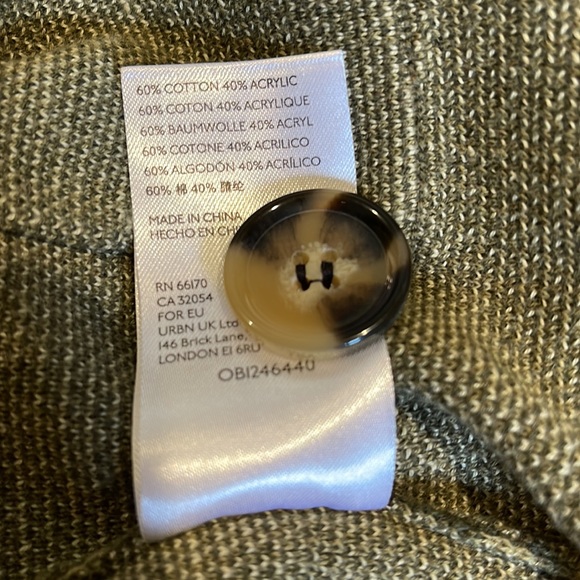 60% COTTON 40% ACRYLIC
60% COTON 40% ACRYLIQUE
60% BAUMWOLLE 40% ACRYL
60% COTONE 40% ACRILICO
60% ALGODÓN 40% ACRÍLICO
60% 棉 40% 腈纶
MADE IN CHINA
HECHO EN
RN 66170
CA 32054
FOR EU
URBN UK Ltd
146 Brick Lane,
LONDON E1 6RU
OB1246440